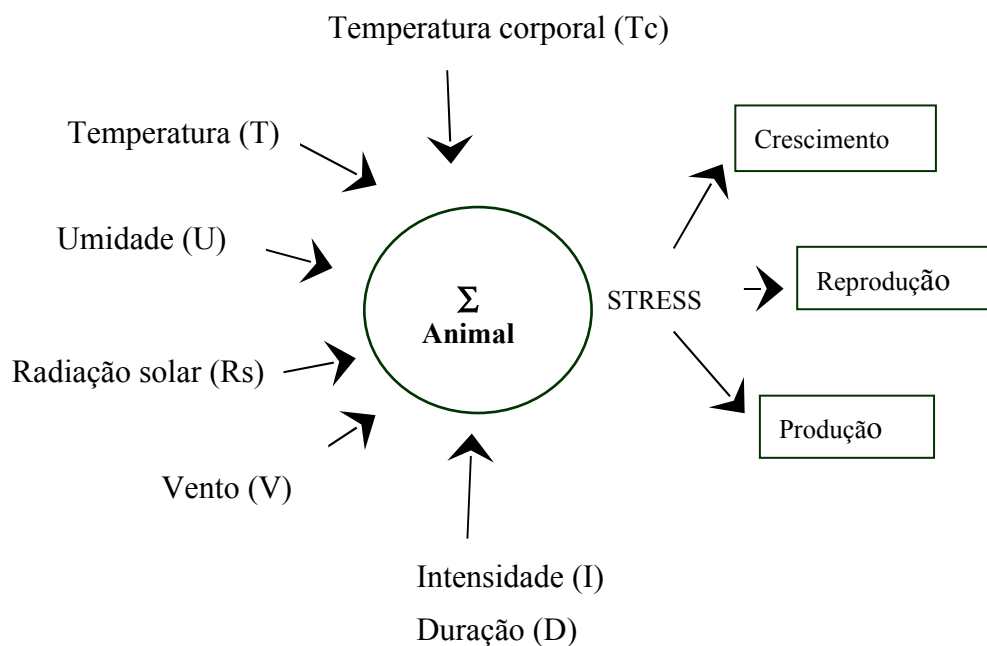 Temperatura corporal (Tc)
Temperatura (T)
Umidade (U)
Radiação solar (Rs)
Vento (V)
Σ
Animal
Intensidade (I)
Duração (D)
STRESS
Crescimento
Reprodução
Produção